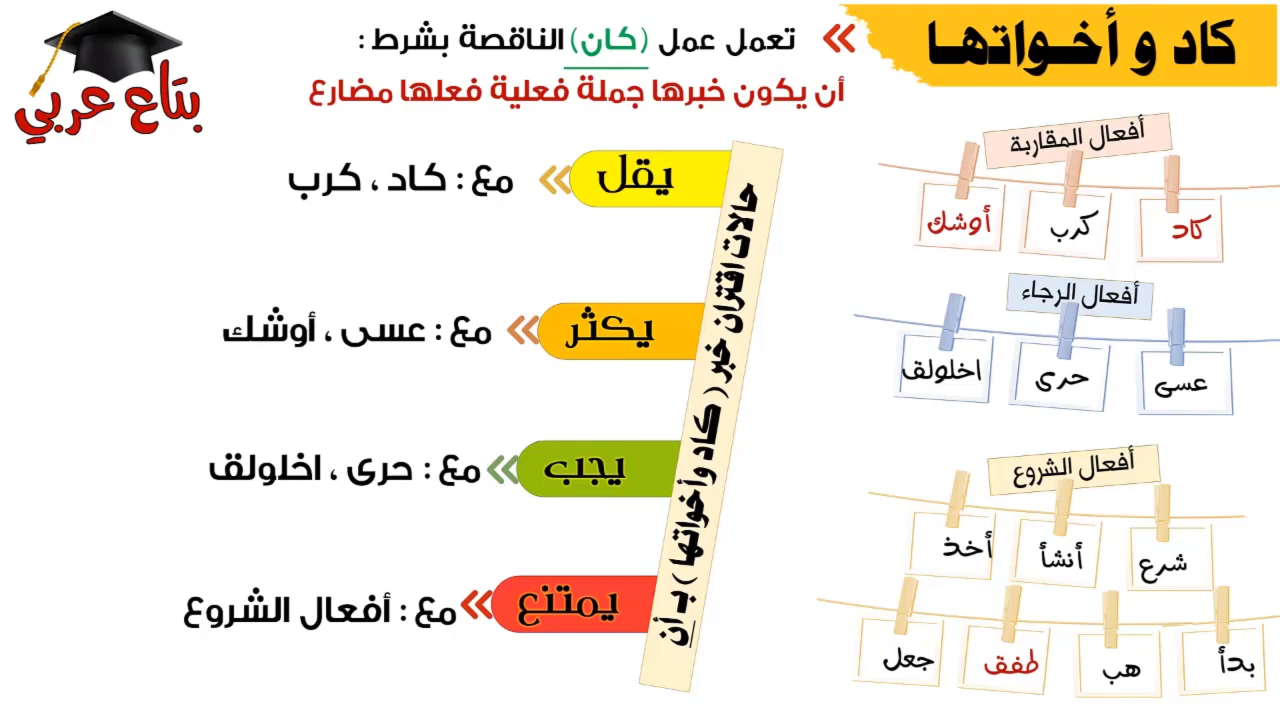 كاد و أخواتها
تعمل عمل (كان) الناقصة بشرط :
أن يكون خبرها جملة فعلية فعلها مضارع
بتاع عربي
أفعال المقاربة
كاد
كرب
أوشك
أفعال الرجاء
عسى
حرى
اخلولق
أفعال الشروع
شرع
أنشأ
أخذ
بدأ
هب
طفق
جعل
حالات اقتران خبر ( كاد وأخواتها ) بـ أن
يقل
مع : كاد ، كرب
يكثر
مع : عسى ، أوشك
يجب
مع : حرى ، اخلولق
يمتنع
مع : أفعال الشروع